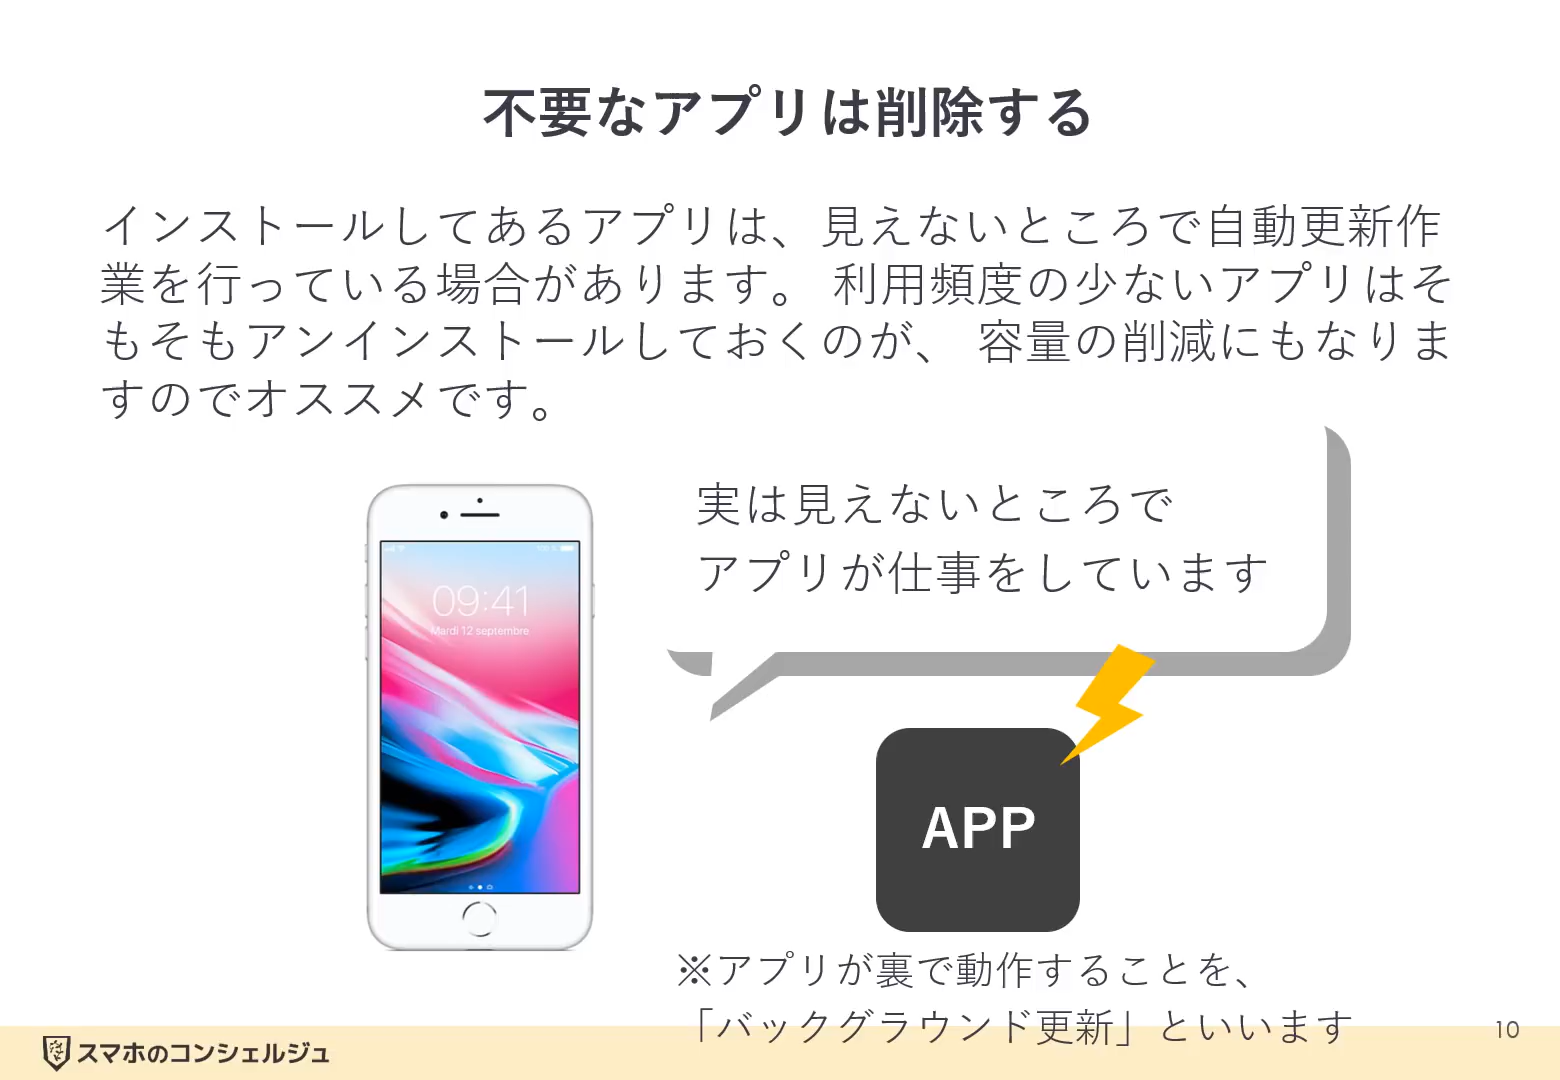 不要なアプリは削除する
インストールしてあるアプリは、見えないところで自動更新作
業を行っている場合があります。 利用頻度の少ないアプリはそ
もそもアンインストールしておくのが、 容量の削減にもなりま
すのでオススメです。
実は見えないところで
アプリが仕事をしています
09:41
Mardi 12 septembre
APP
※アプリが裏で動作することを、
「バックグラウンド更新」といいます
スマホのコンシェルジュ
10